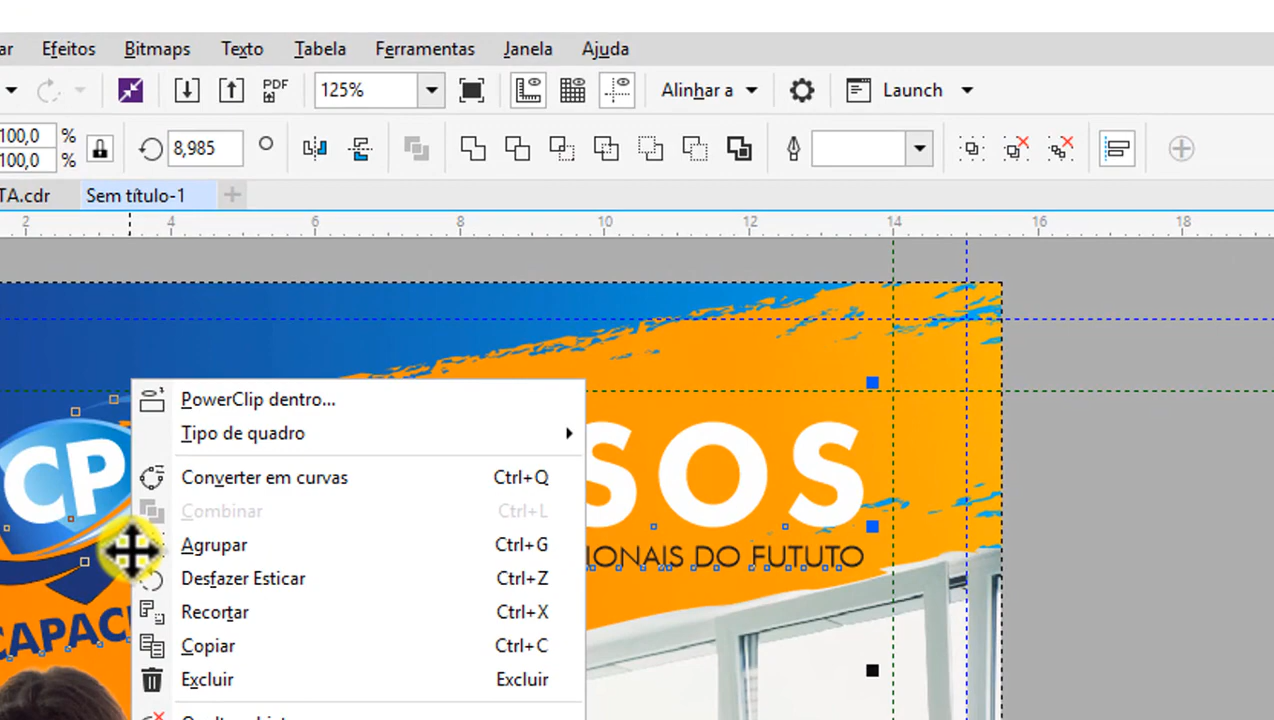 ar Efeitos Bitmaps Texto Tabela Ferramentas Janela Ajuda
PDF 125% Alinhar a Launch
100,0 %
100,0 %
8,985
TA.cdr Sem título-1
2 4 6 8 10 12 14 16 18
PowerClip dentro...
Tipo de quadro
Converter em curvas Ctrl+Q
Combinar Ctrl+L
Agrupar Ctrl+G
Desfazer Esticar Ctrl+Z
Recortar Ctrl+X
Copiar Ctrl+C
Excluir Excluir
CP
SOS
IONAIS DO FUTUTO
CAPAC